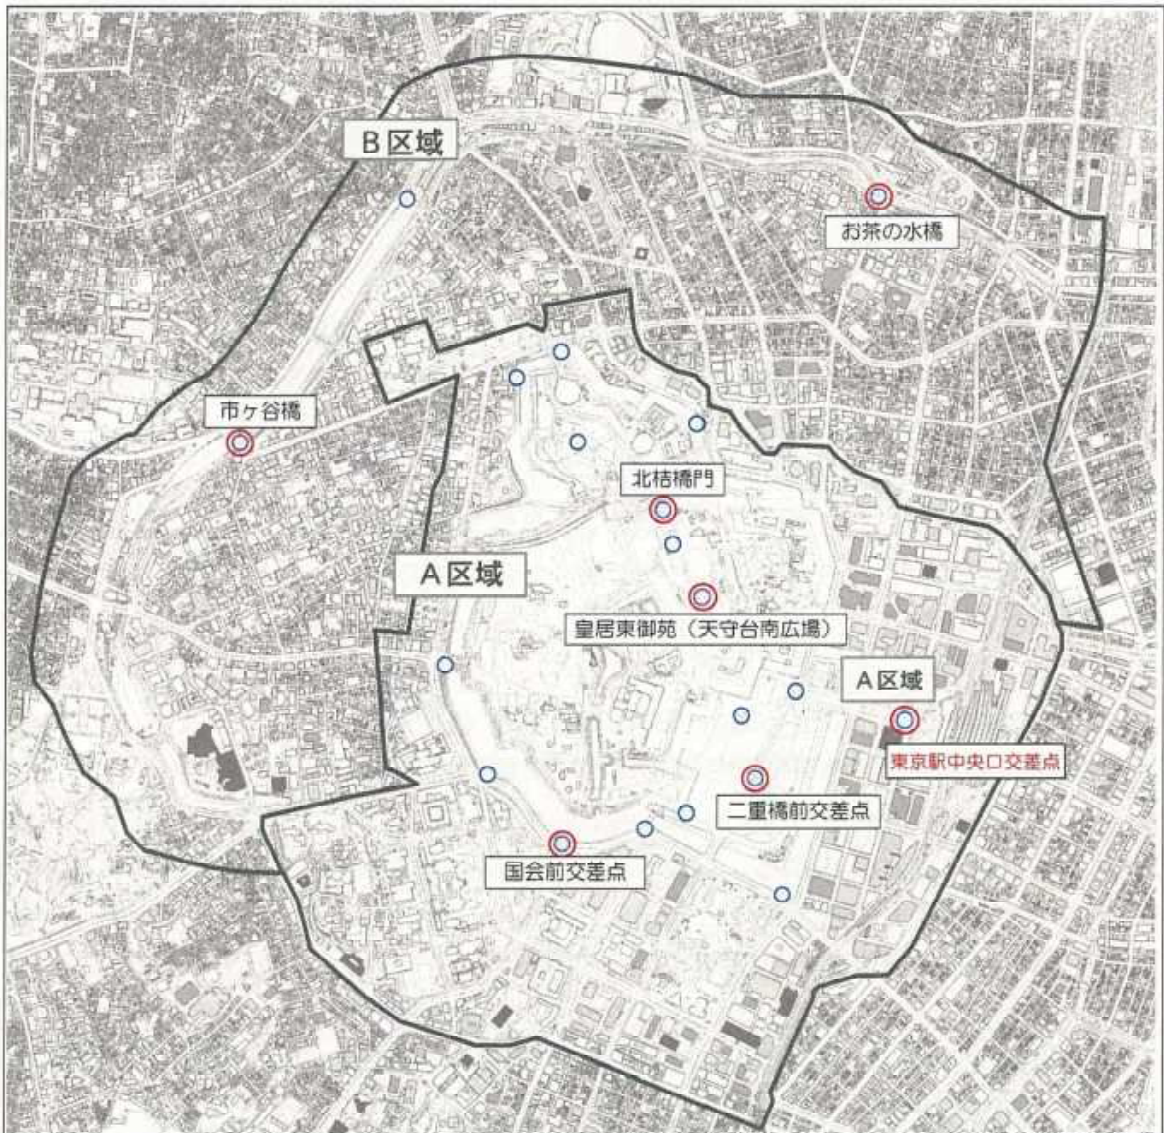 B区域
お茶の水橋
市ヶ谷橋
北桔橋門
A区域
皇居東御苑（天守台南広場）
A区域
東京駅中央口交差点
二重橋前交差点
国会前交差点